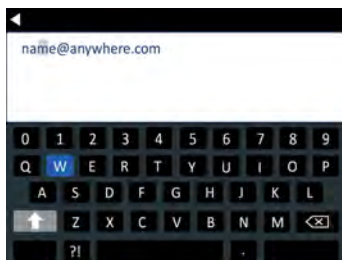 name@anywhere.com
0 1 2 3 4 5 6 7 8 9
Q W E R T Y U I O P
A S D F G H J K L
Z X C V B N M
?! .